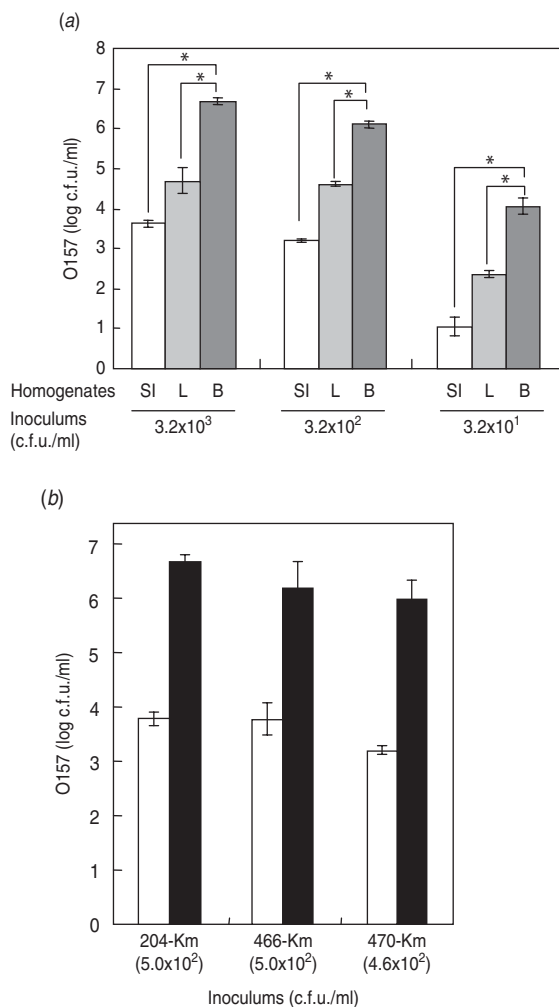 (a)
O157 (log c.f.u./ml)
8
7
6
5
4
3
2
1
0
* * *
* * *
Homogenates SI L B SI L B SI L B
Inoculums (c.f.u./ml) 3.2x10³ 3.2x10² 3.2x10¹
(b)
O157 (log c.f.u./ml)
7
6
5
4
3
2
1
0
204-Km 466-Km 470-Km
(5.0x10²) (5.0x10²) (4.6x10²)
Inoculums (c.f.u./ml)